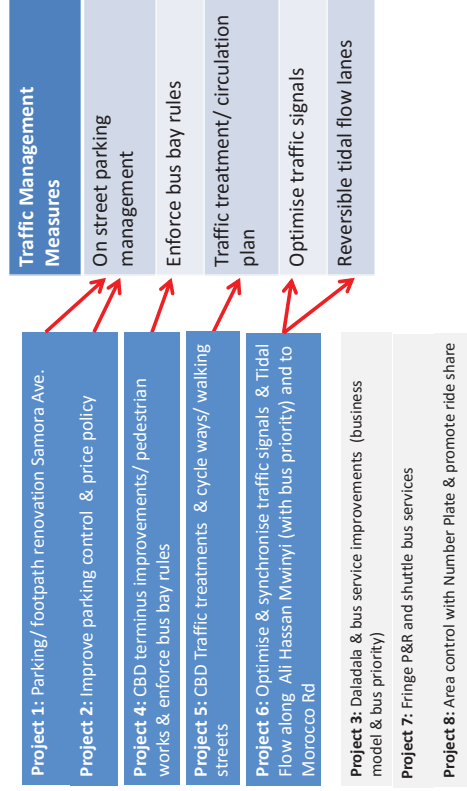 Project 1: Parking/ footpath renovation Samora Ave.
Project 2: Improve parking control & price policy
Project 4: CBD terminus improvements/ pedestrian
works & enforce bus bay rules
Project 5: CBD Traffic treatments & cycle ways/ walking
streets
Project 6: Optimise & synchronise traffic signals & Tidal
Flow along Ali Hassan Mwinyi (with bus priority) and to
Morocco Rd
Project 3: Daladala & bus service improvements (business
model & bus priority)
Project 7: Fringe P&R and shuttle bus services
Project 8: Area control with Number Plate & promote ride share
Traffic Management
Measures
On street parking
management
Enforce bus bay rules
Traffic treatment/ circulation
plan
Optimise traffic signals
Reversible tidal flow lanes